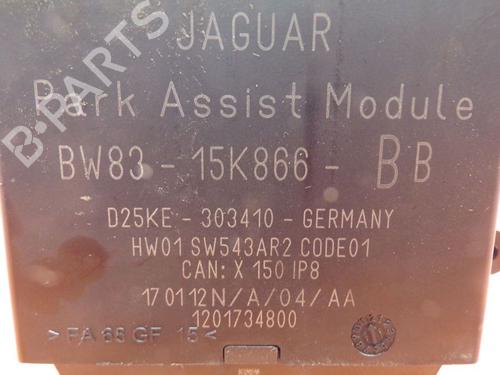 B-PARTS
JAGUAR
Park Assist Module
BW83 - 15K866 - BB
D25KE - 303410 - GERMANY
HW01 SW543AR2 CODE01
CAN: X 150 IP8
170112N/A/04/AA
1201734800
>PA 66 GF 15<